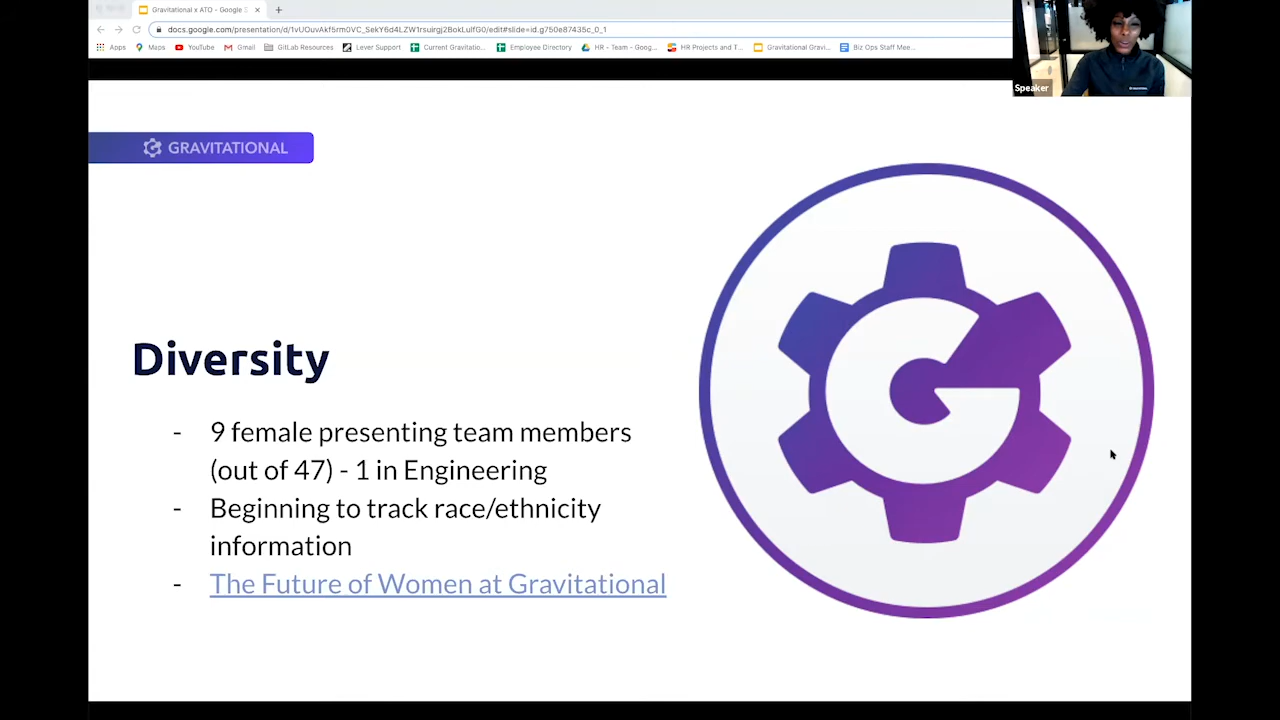 Gravitational x ATO - Google S
docs.google.com/presentation/d/1vUOuvAkf5rm0VC_SekY6d4LZW1rsuirgj2BokLulfG0/edit#slide=id.g750e87435c_0_1
Apps Maps YouTube Gmail GitLab Resources Lever Support Current Gravitatio... Employee Directory HR - Team - Goog... HR Projects and T... Gravitational Gravi... Biz Ops Staff Mee...
Speaker
GRAVITATIONAL
Diversity
- 9 female presenting team members
(out of 47) - 1 in Engineering
- Beginning to track race/ethnicity
information
- The Future of Women at Gravitational